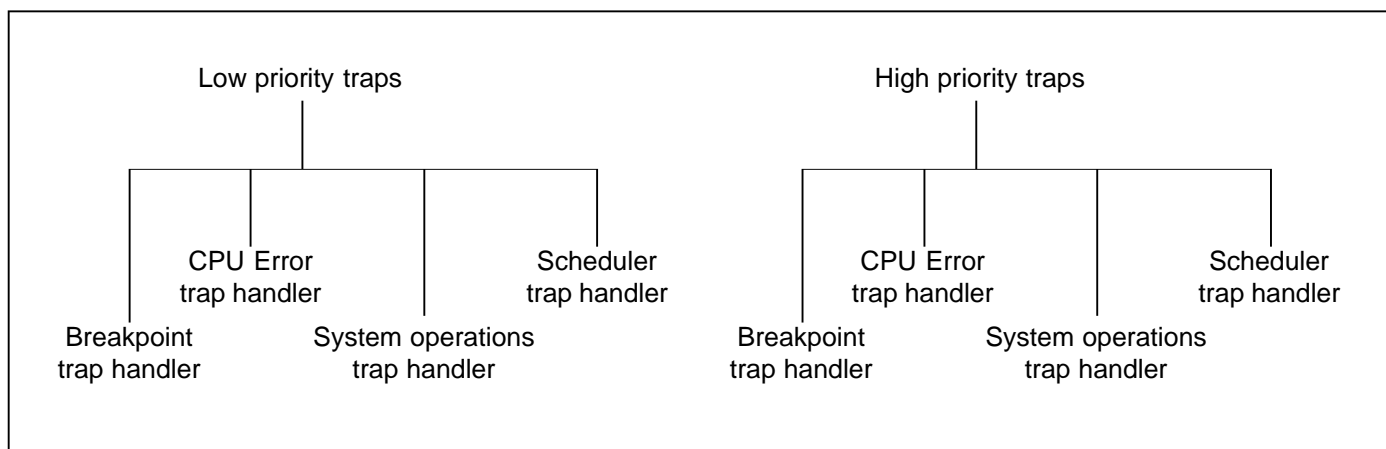 Low priority traps
High priority traps
CPU Error
trap handler
Scheduler
trap handler
CPU Error
trap handler
Scheduler
trap handler
Breakpoint
trap handler
System operations
trap handler
Breakpoint
trap handler
System operations
trap handler